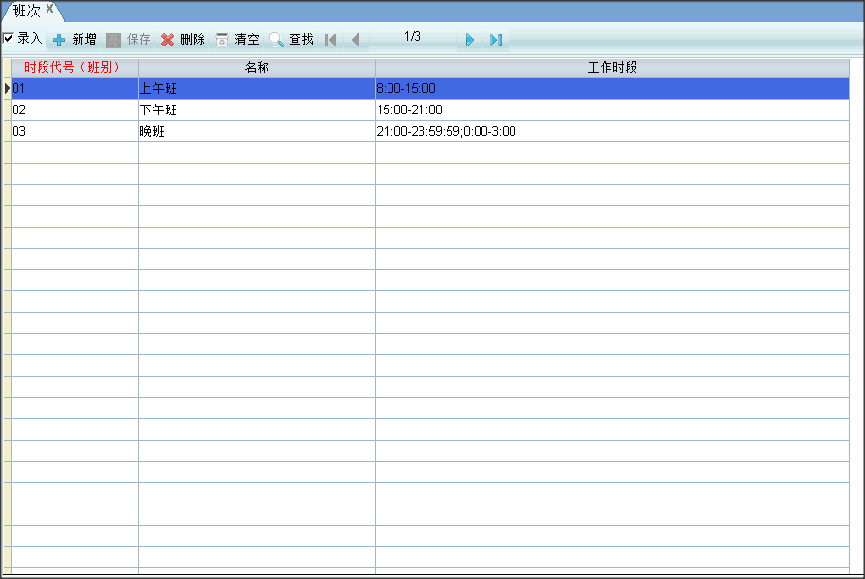 班次 X
录入 新增 保存 删除 清空 查找 1/3
时段代号（班别） 名称 工作时段
01 上午班 8:00-15:00
02 下午班 15:00-21:00
03 晚班 21:00-23:59:59;0:00-3:00